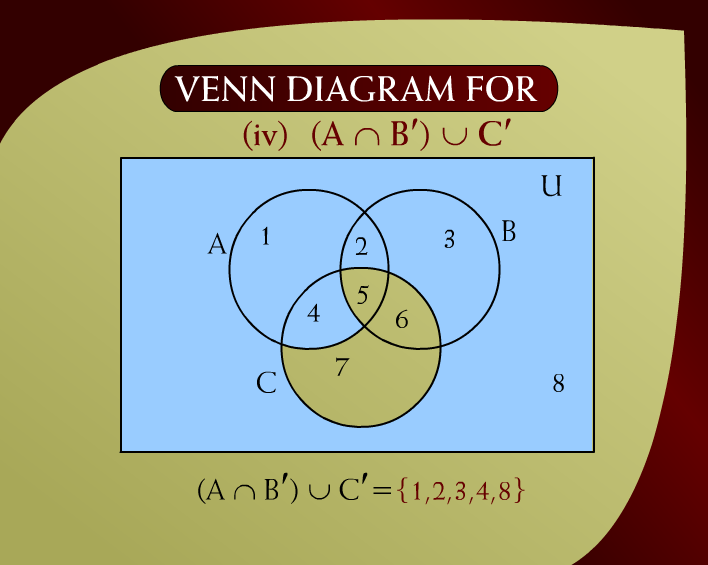 VENN DIAGRAM FOR
(iv) (A ∩ B′) ∪ C′
U
A 1 2 3 B
4 5 6
C 7 8
(A ∩ B′) ∪ C′ = {1,2,3,4,8}